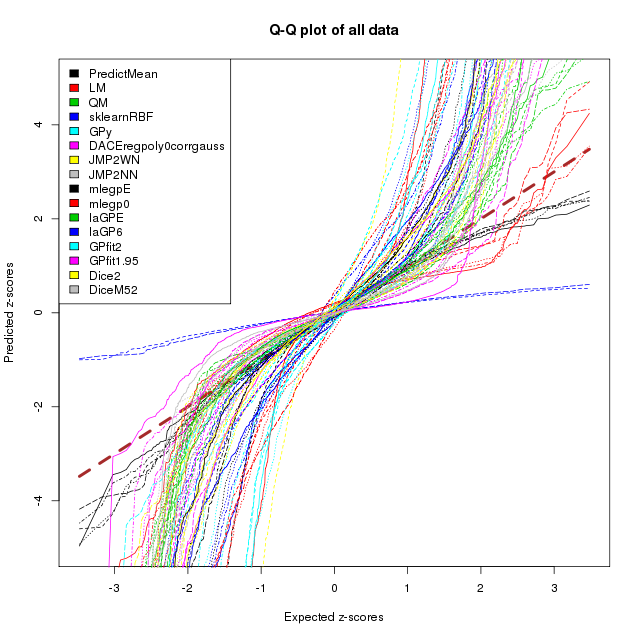 Q-Q plot of all data
PredictMean
LM
QM
sklearnRBF
GPy
DACEregpoly0corrgauss
JMP2WN
JMP2NN
mlegpE
mlegp0
laGPE
laGP6
GPfit2
GPfit1.95
Dice2
DiceM52
4
2
0
-2
-4
Predicted z-scores
-3 -2 -1 0 1 2 3
Expected z-scores